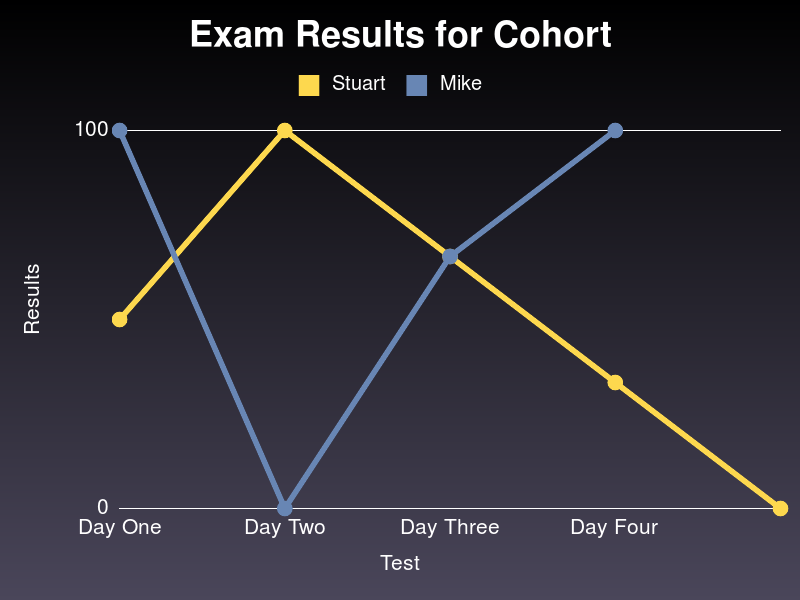 Exam Results for Cohort
Stuart Mike
100
Results
0
Day One Day Two Day Three Day Four
Test